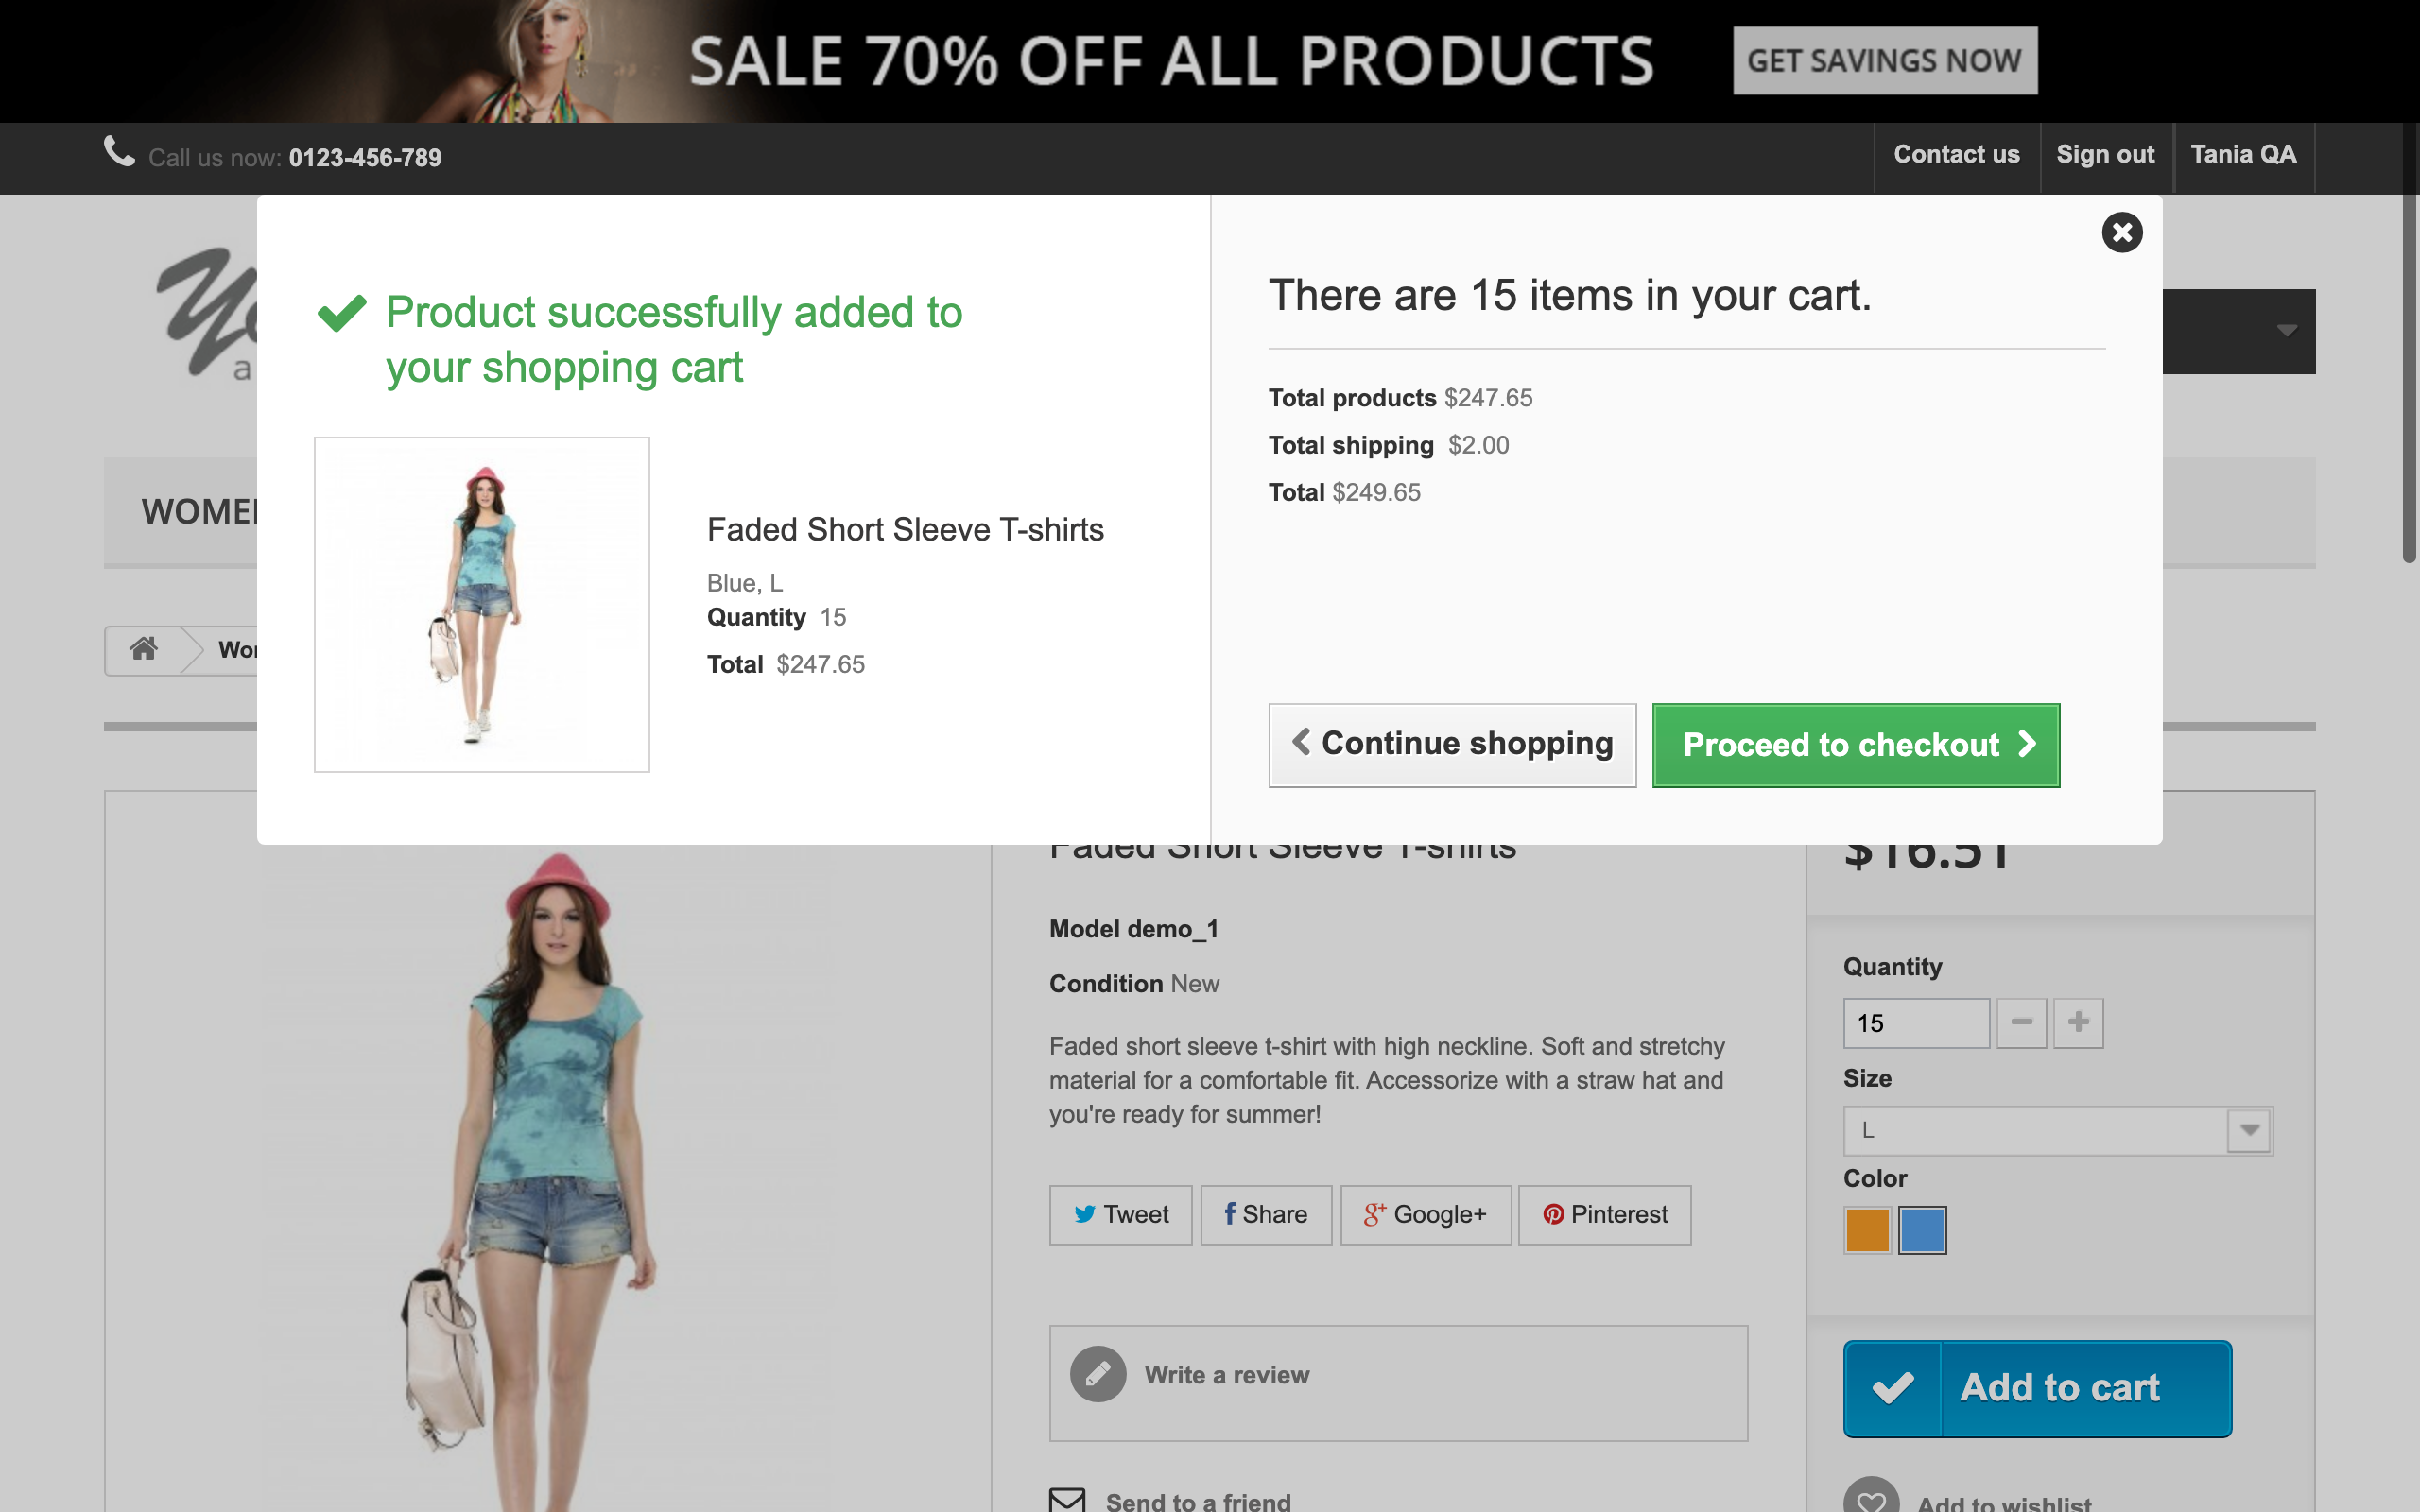 SALE 70% OFF ALL PRODUCTS
GET SAVINGS NOW
Call us now: 0123-456-789
Contact us
Sign out
Tania QA
Product successfully added to
your shopping cart
Faded Short Sleeve T-shirts
Blue, L
Quantity 15
Total $247.65
There are 15 items in your cart.
Total products $247.65
Total shipping $2.00
Total $249.65
Continue shopping
Proceed to checkout
Faded Short Sleeve T-shirts
Model demo_1
Condition New
Faded short sleeve t-shirt with high neckline. Soft and stretchy
material for a comfortable fit. Accessorize with a straw hat and
you're ready for summer!
Tweet
Share
Google+
Pinterest
Write a review
Send to a friend
$16.51
Quantity
15
Size
L
Color
Add to cart
Add to wishlist